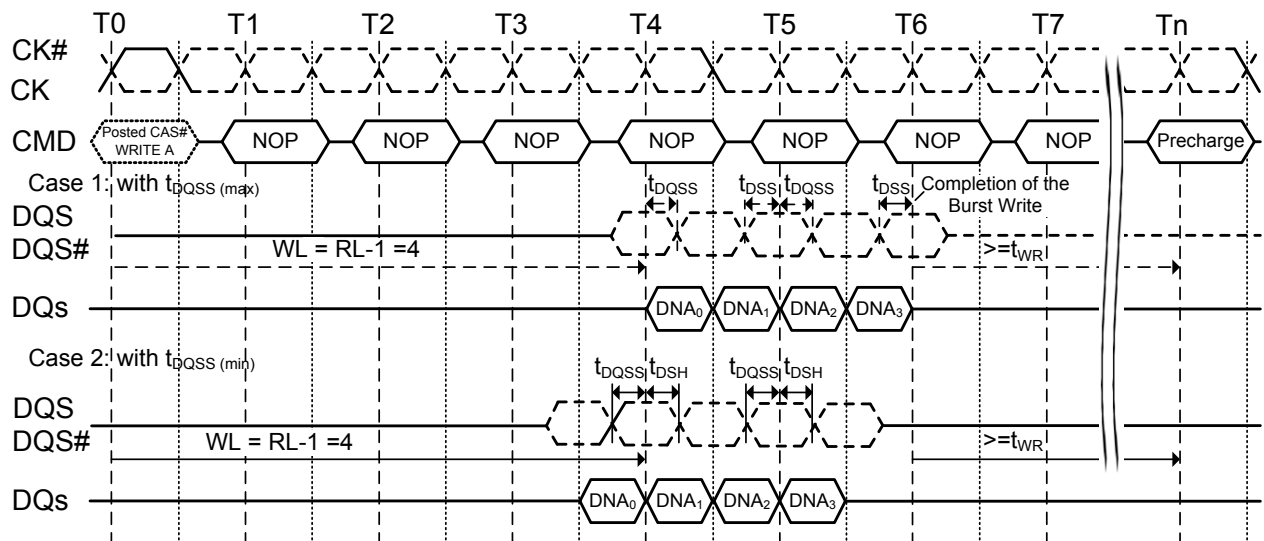 T0 T1 T2 T3 T4 T5 T6 T7 Tn
CK#
CK
CMD Posted CAS# WRITE A NOP NOP NOP NOP NOP NOP NOP Precharge
Case 1: with tDQSS (max) tDQSS tDSS tDQSS tDSS Completion of the Burst Write
DQS
DQS# WL = RL-1 =4 >=tWR
DQs DNA0 DNA1 DNA2 DNA3
Case 2: with tDQSS (min) tDQSS tDSH tDQSS tDSH
DQS
DQS# WL = RL-1 =4 >=tWR
DQs DNA0 DNA1 DNA2 DNA3